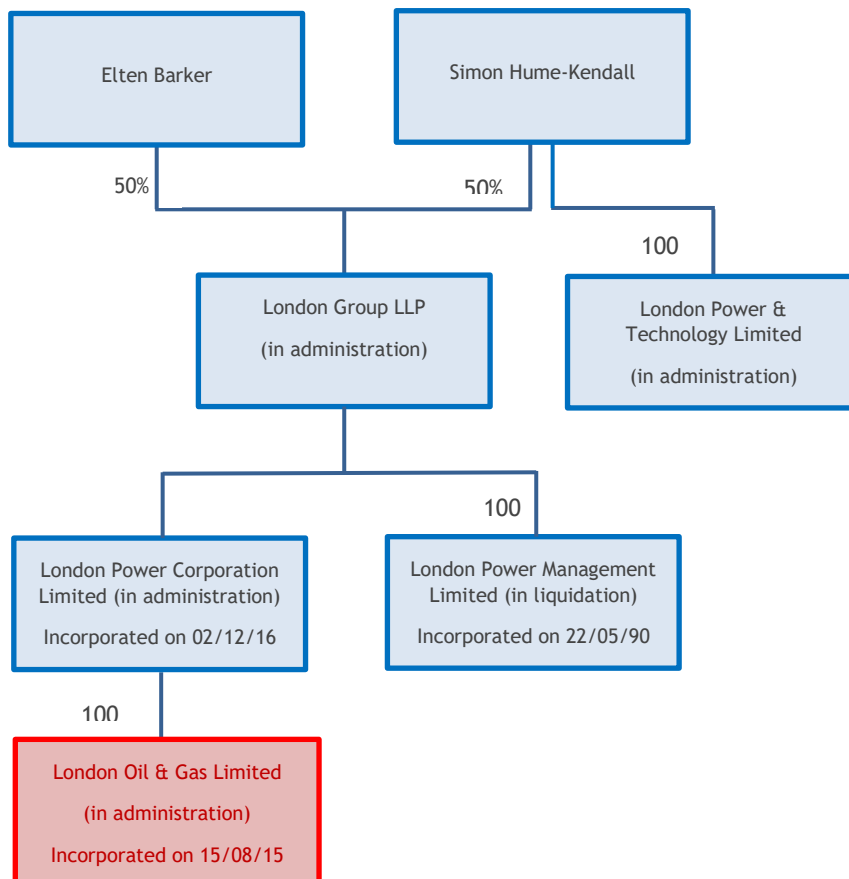 Elten Barker
Simon Hume-Kendall
50%
50%
100
London Group LLP
(in administration)
London Power &
Technology Limited
(in administration)
100
London Power Corporation
Limited (in administration)
Incorporated on 02/12/16
London Power Management
Limited (in liquidation)
Incorporated on 22/05/90
100
London Oil & Gas Limited
(in administration)
Incorporated on 15/08/15